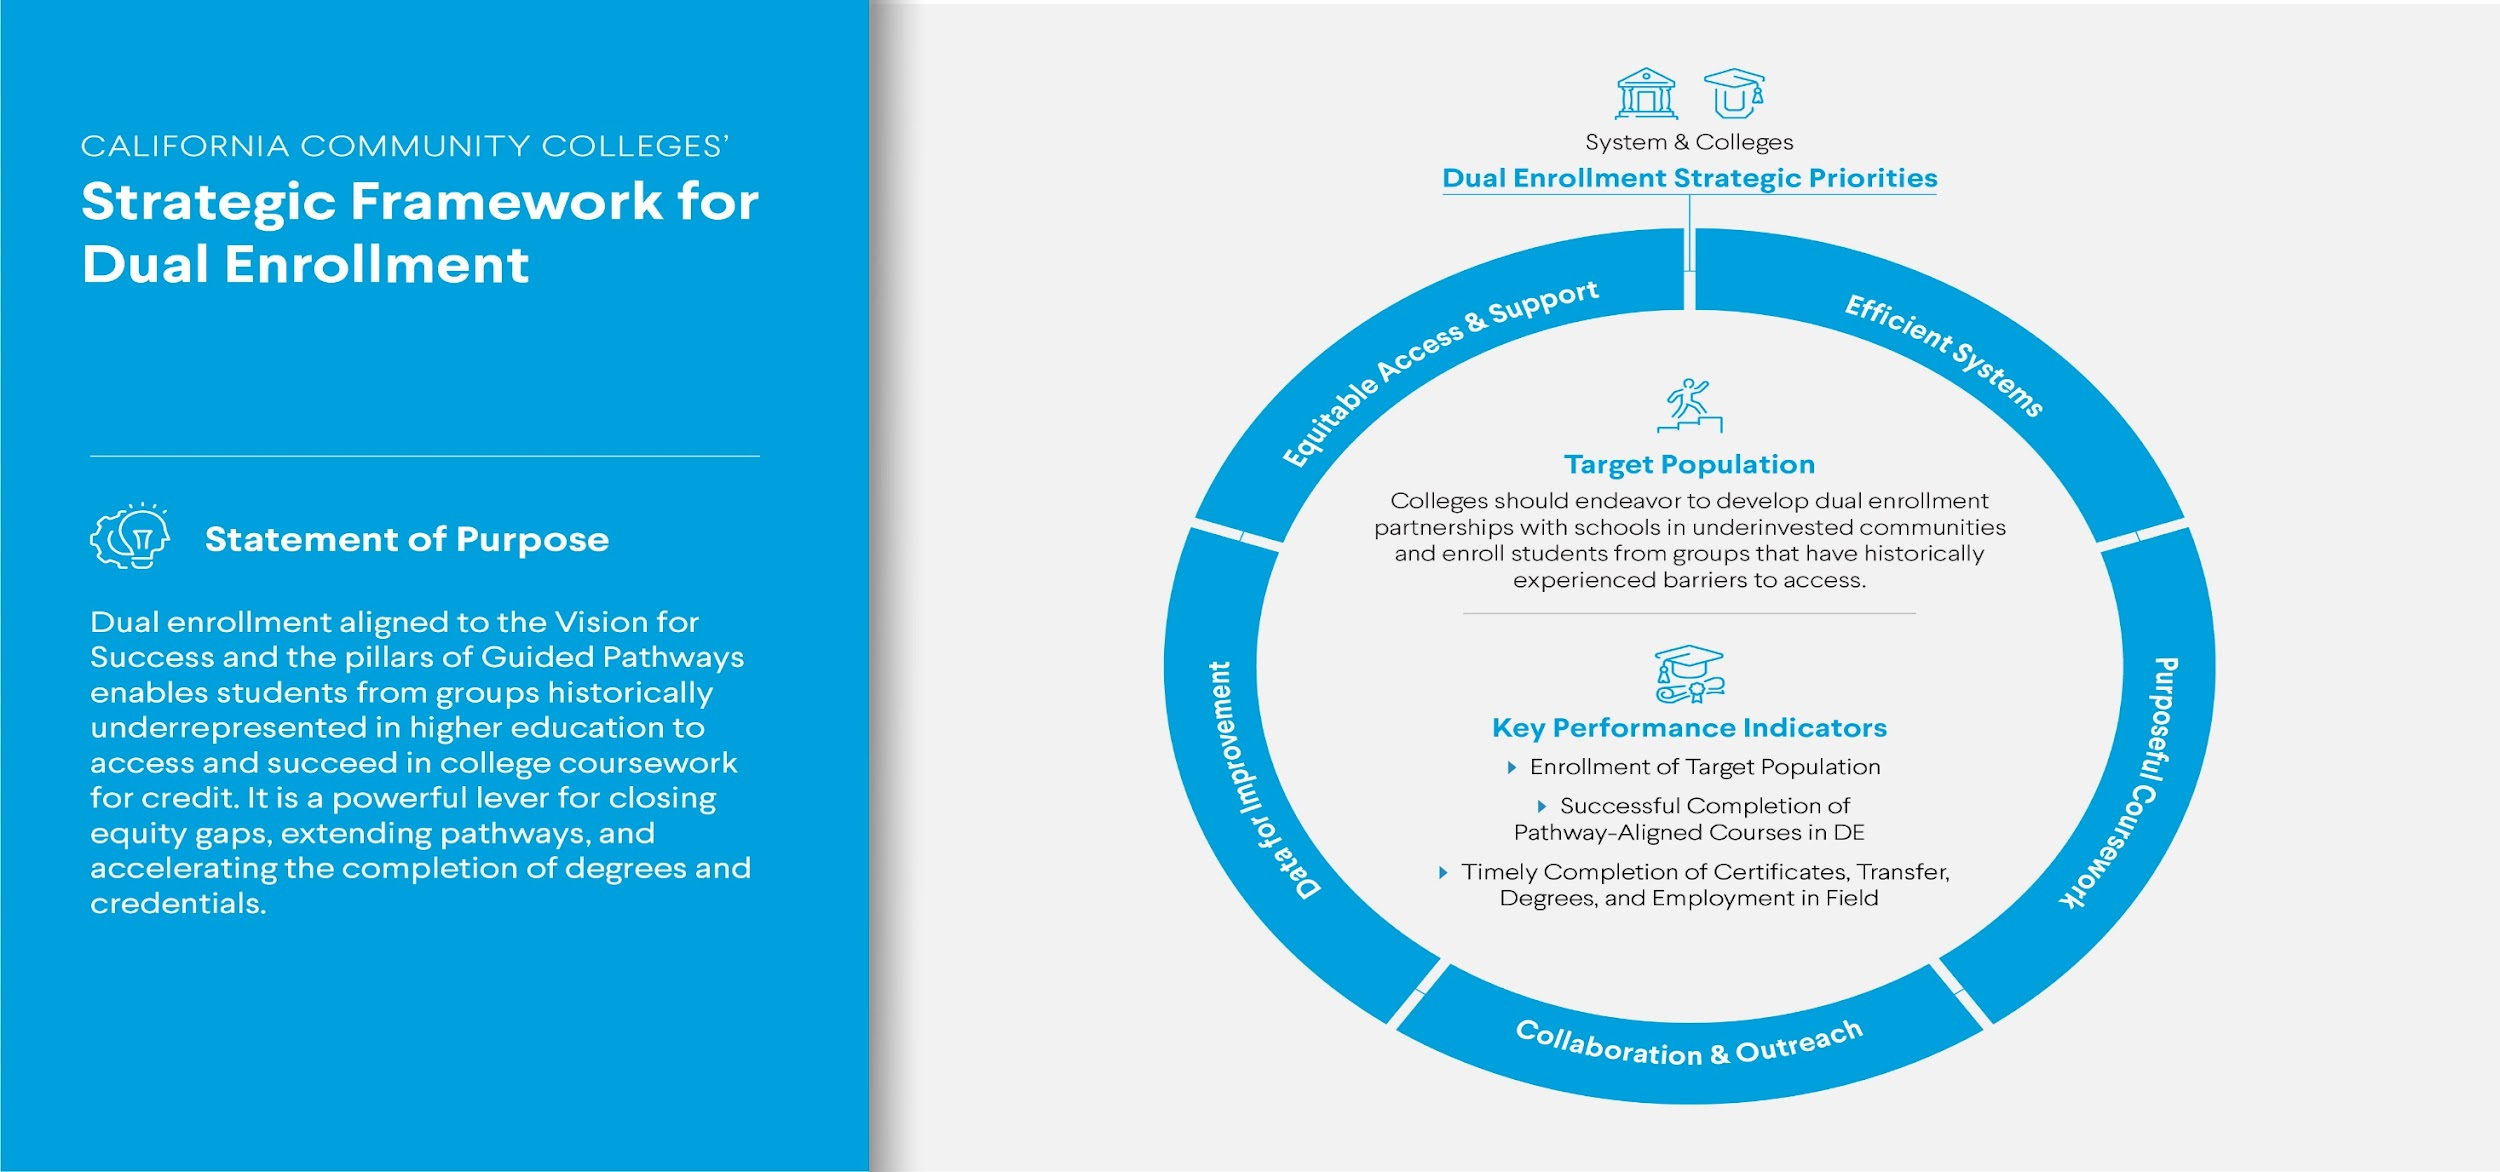 CALIFORNIA COMMUNITY COLLEGES’
Strategic Framework for
Dual Enrollment
Statement of Purpose
Dual enrollment aligned to the Vision for
Success and the pillars of Guided Pathways
enables students from groups historically
underrepresented in higher education to
access and succeed in college coursework
for credit. It is a powerful lever for closing
equity gaps, extending pathways, and
accelerating the completion of degrees and
credentials.
System & Colleges
Dual Enrollment Strategic Priorities
Equitable Access & Support
Efficient Systems
Purposeful Coursework
Collaboration & Outreach
Data for Improvement
Target Population
Colleges should endeavor to develop dual enrollment
partnerships with schools in underinvested communities
and enroll students from groups that have historically
experienced barriers to access.
Key Performance Indicators
Enrollment of Target Population
Successful Completion of
Pathway-Aligned Courses in DE
Timely Completion of Certificates, Transfer,
Degrees, and Employment in Field